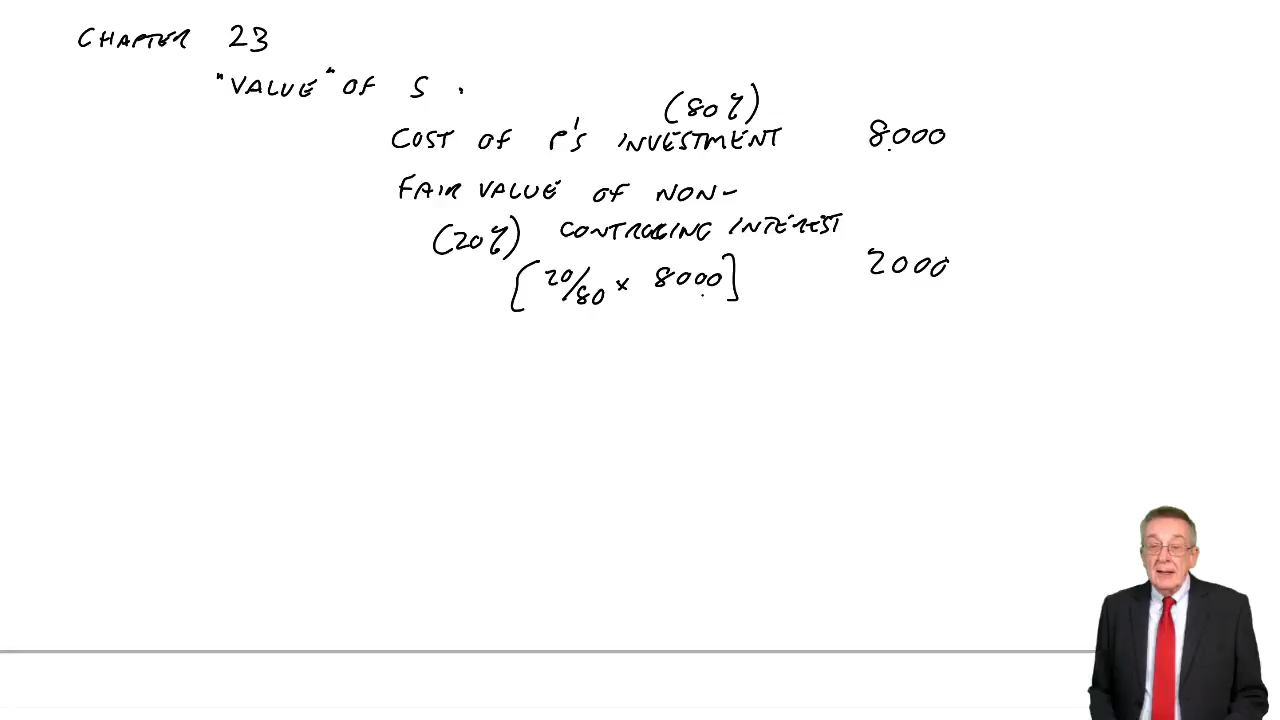 CHAPTER 23
"VALUE" OF S .
(80%)
COST OF P'S INVESTMENT 8000
FAIR VALUE OF NON-
(20%) CONTROLLING INTEREST
[20/80 × 8000] 2000